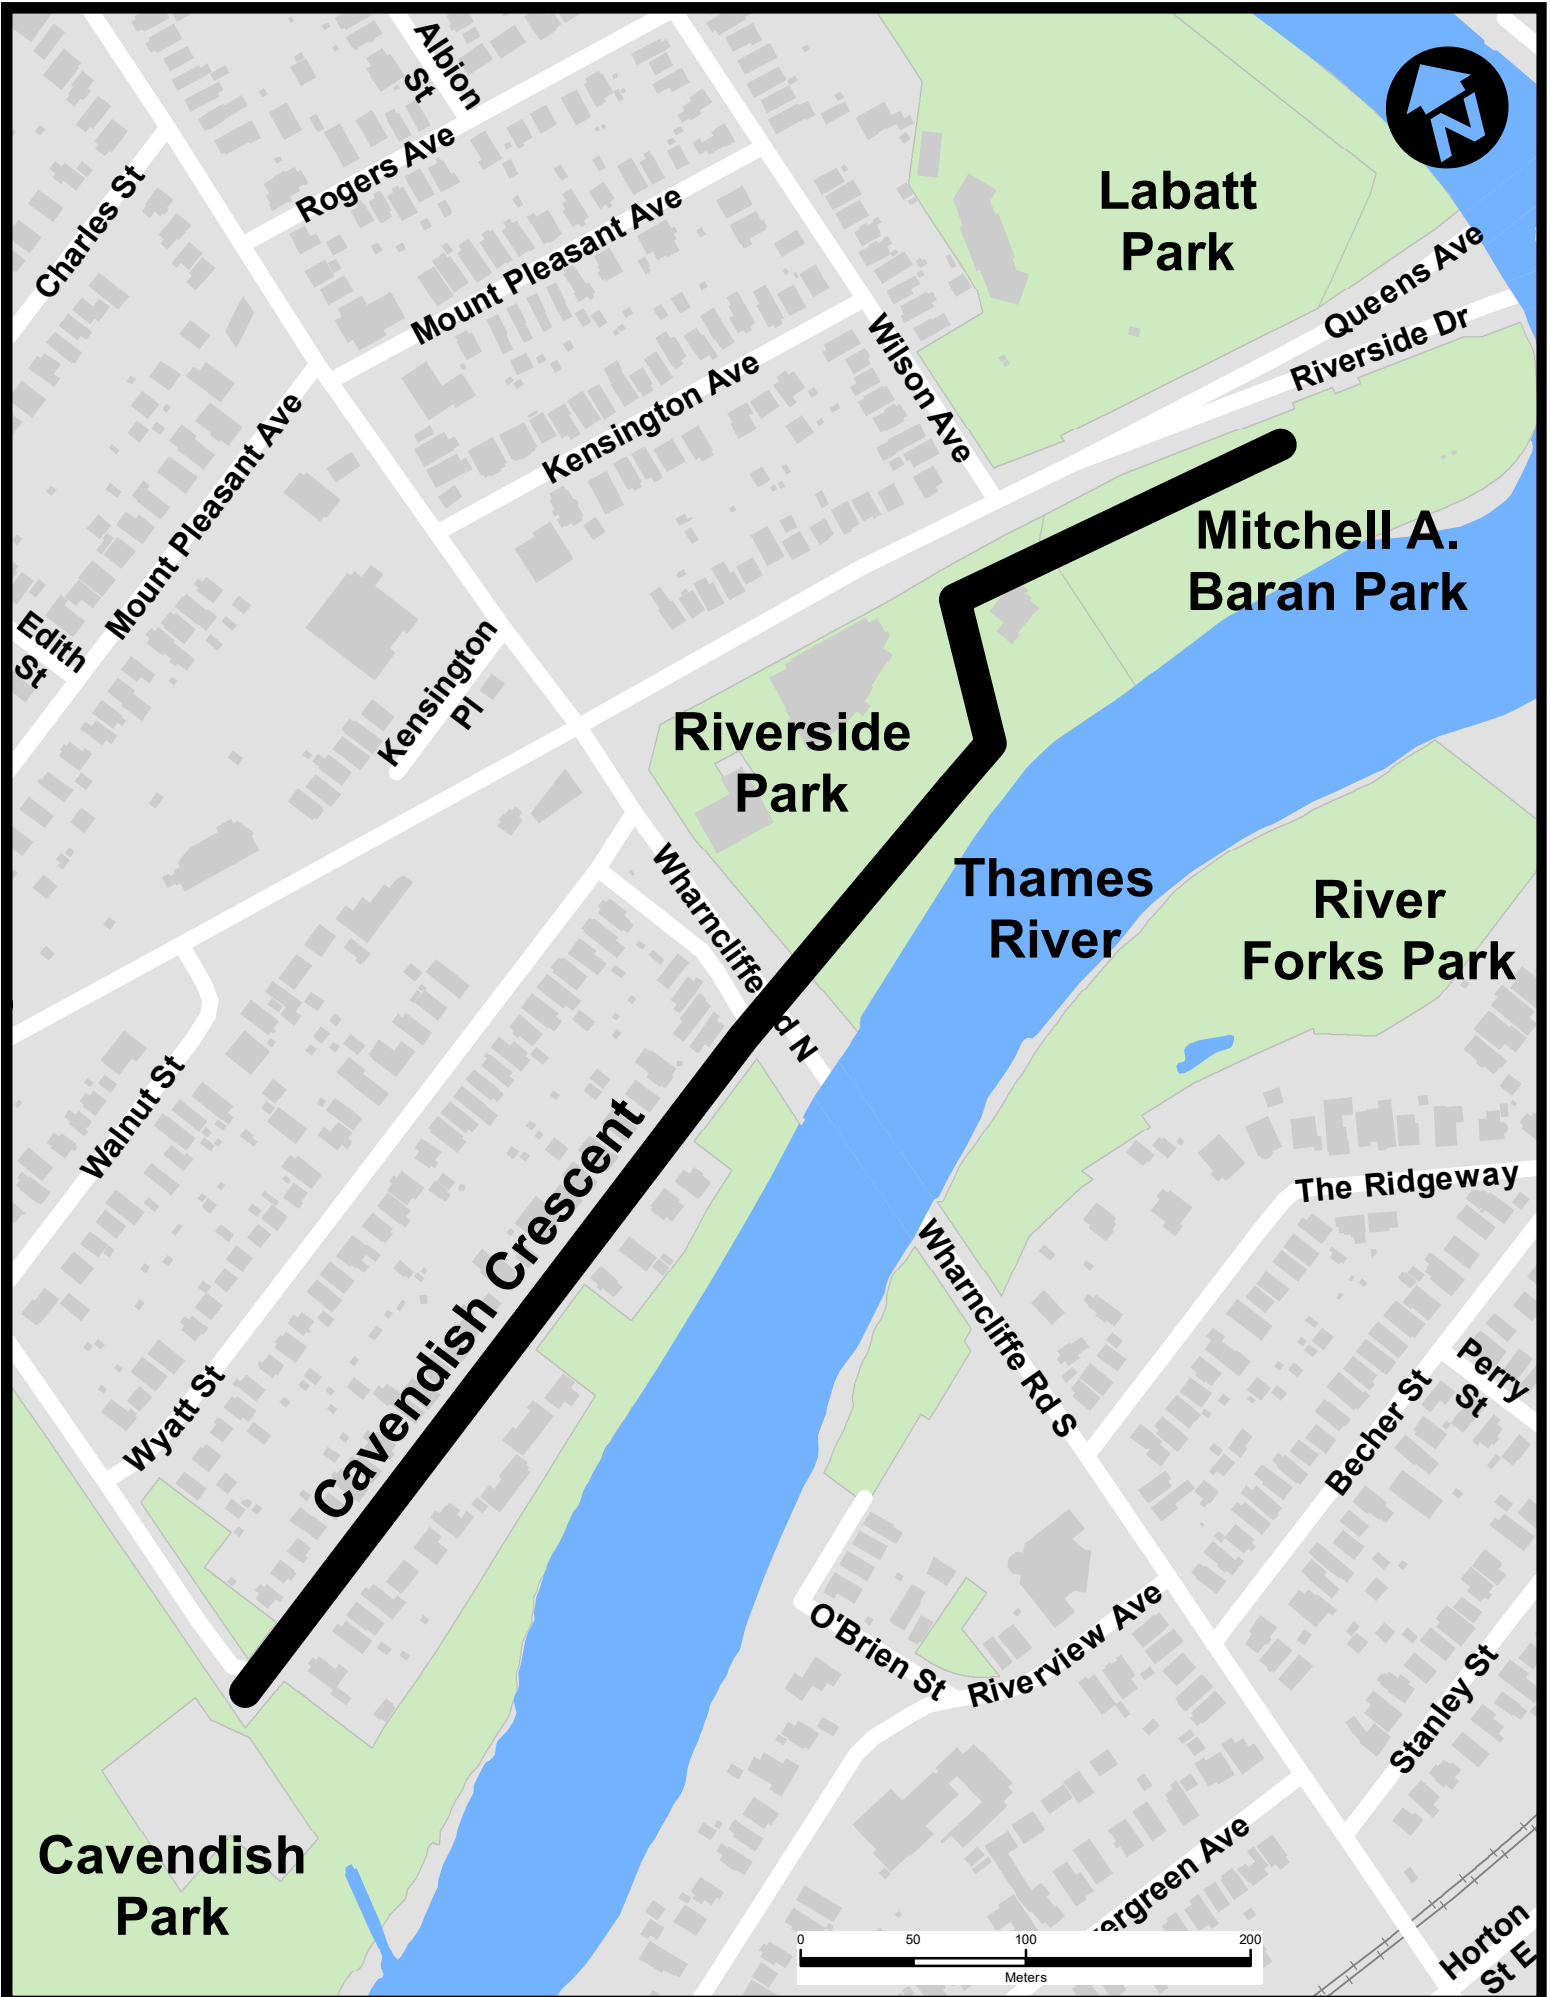 Albion
St
Rogers Ave
Charles St
Mount Pleasant Ave
Labatt
Park
N
Queens Ave
Riverside Dr
Wilson Ave
Kensington Ave
Mount Pleasant Ave
Mitchell A.
Baran Park
Edith
St
Kensington
Pl
Riverside
Park
Thames
River
River
Forks Park
Wharncliffe
d N
Walnut St
Cavendish Crescent
The Ridgeway
Wharncliffe Rd S
Wyatt St
Perry
St
Becher St
O'Brien St
Riverview Ave
Stanley St
Cavendish
Park
ergreen Ave
Horton
St E
0 50 100 200
Meters